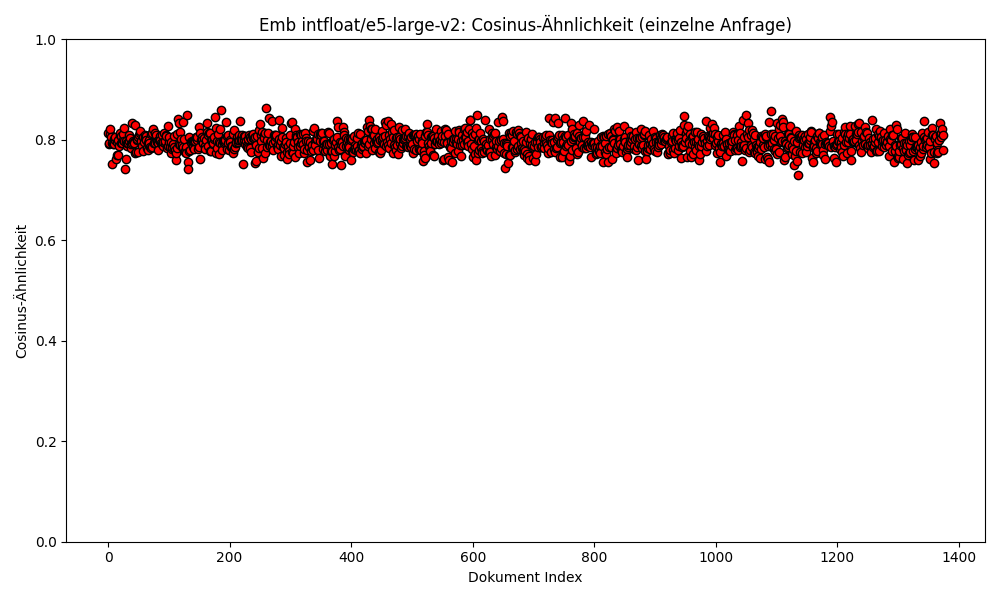 Emb intfloat/e5-large-v2: Cosinus-Ähnlichkeit (einzelne Anfrage)
1.0
0.8
0.6
0.4
0.2
0.0
Cosinus-Ähnlichkeit
0 200 400 600 800 1000 1200 1400
Dokument Index